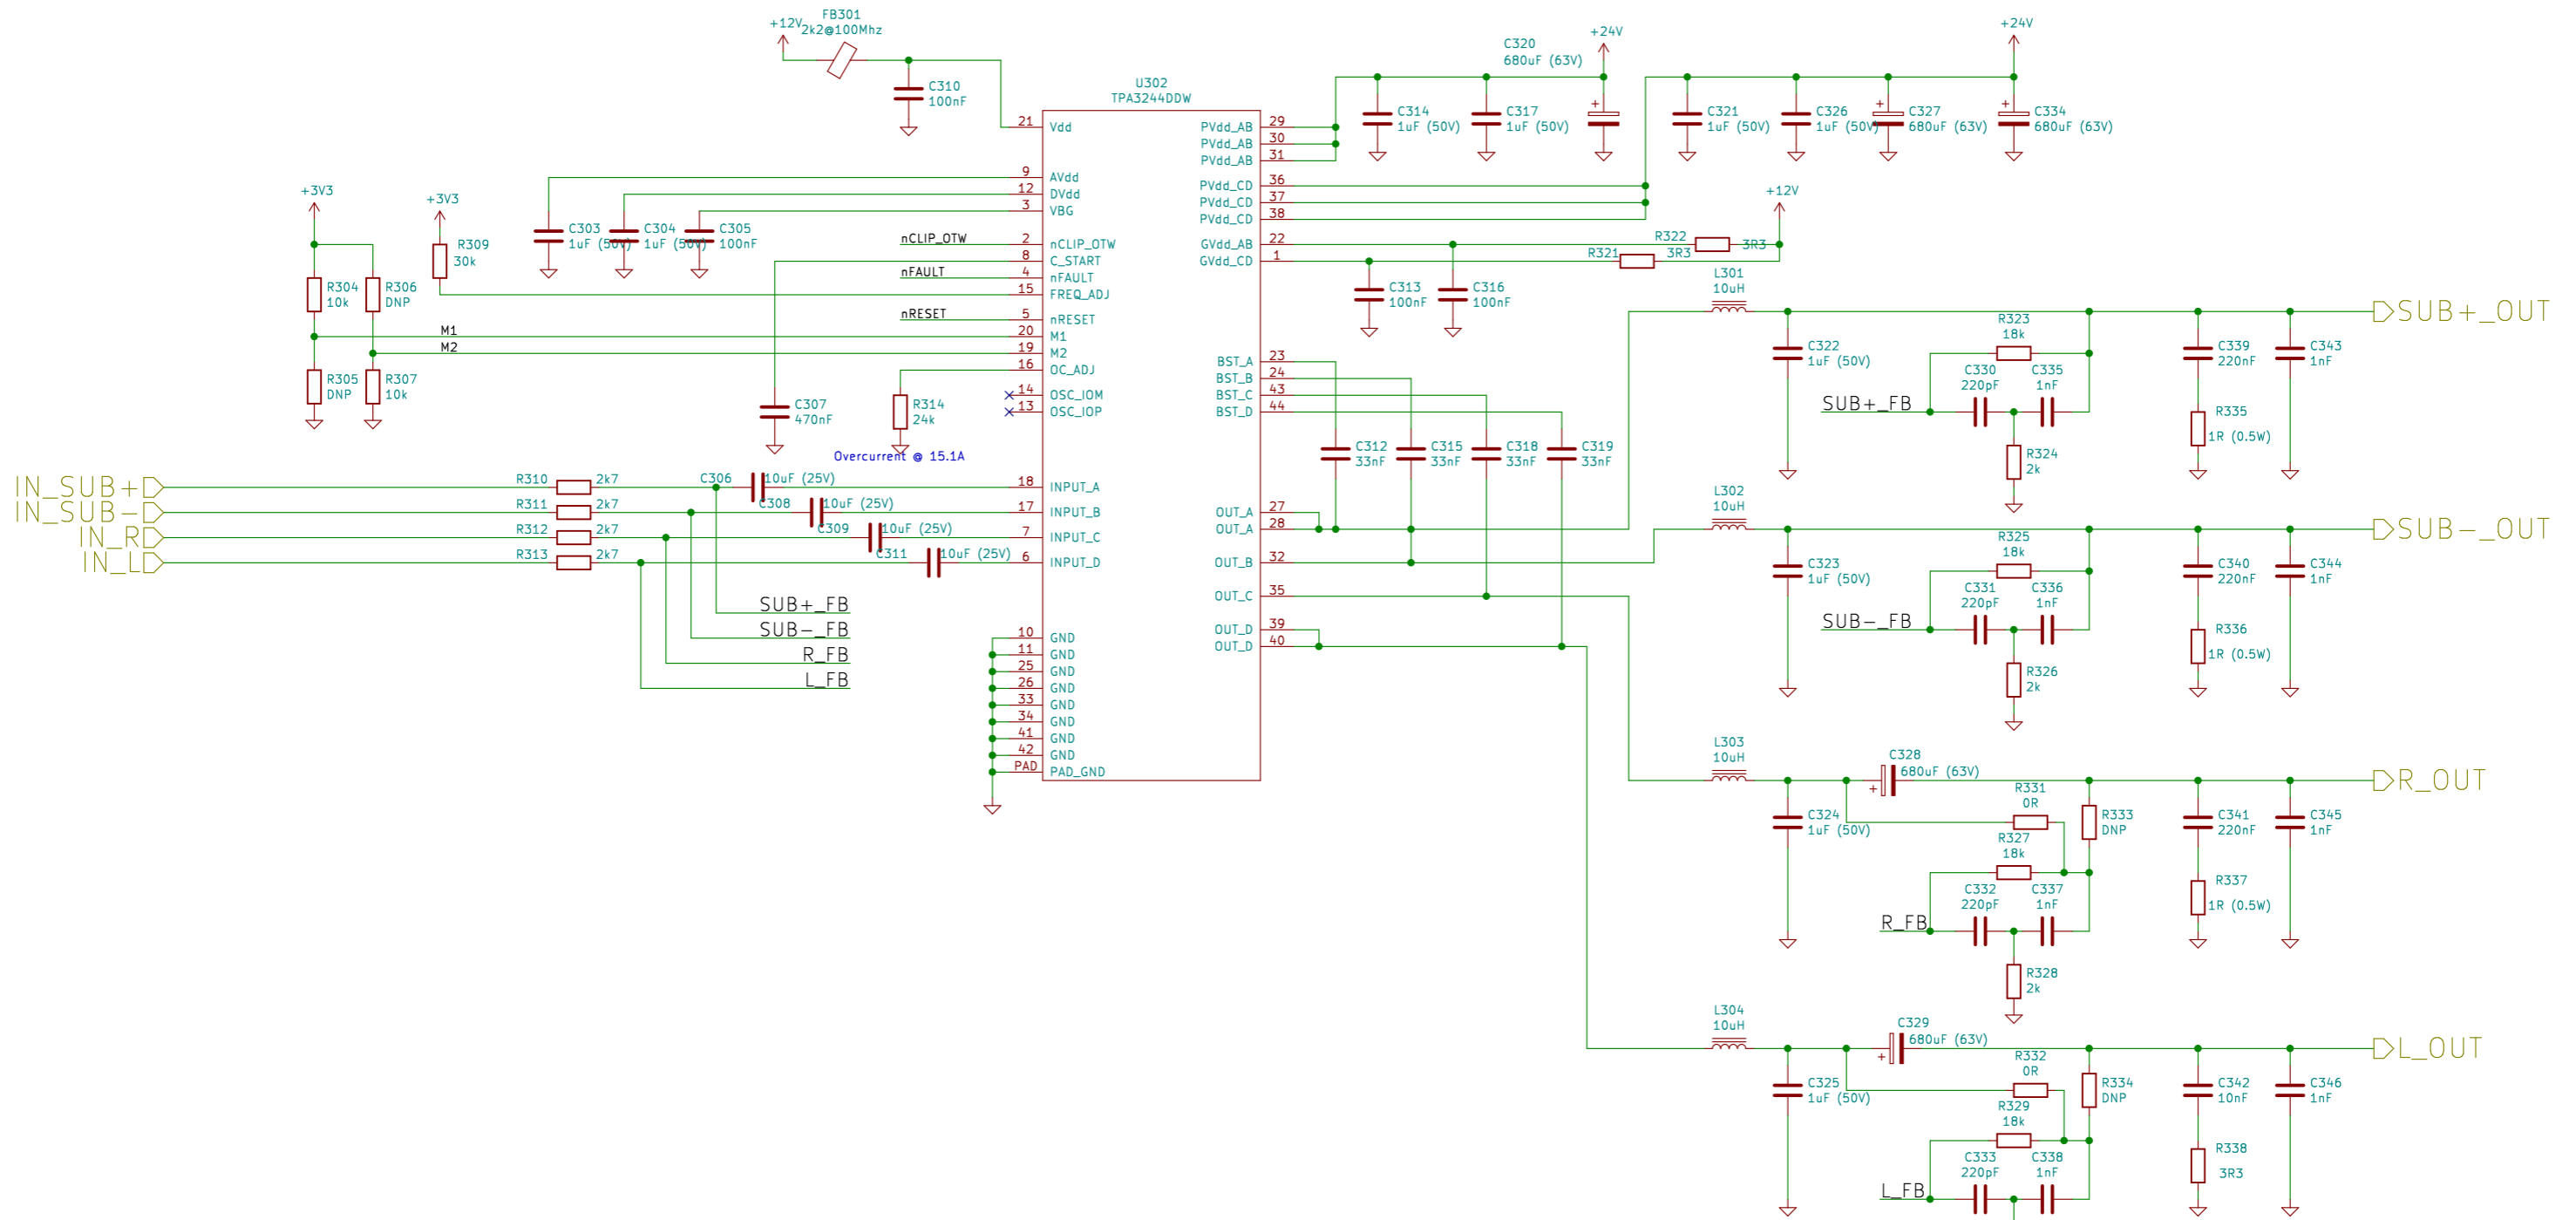 +12V
FB301
2k2@100Mhz
C310
100nF
U302
TPA3244DDW
C320
680uF (63V)
+24V
+24V
C314
1uF (50V)
C317
1uF (50V)
C321
1uF (50V)
C326
1uF (50V)
C327
680uF (63V)
C334
680uF (63V)
21 Vdd
9 AVdd
12 DVdd
3 VBG
2 nCLIP_OTW
8 C_START
4 nFAULT
15 FREQ_ADJ
5 nRESET
20 M1
19 M2
16 OC_ADJ
14 OSC_IOM
13 OSC_IOP
18 INPUT_A
17 INPUT_B
7 INPUT_C
6 INPUT_D
10 GND
11 GND
25 GND
26 GND
33 GND
34 GND
41 GND
42 GND
PAD PAD_GND
PVdd_AB 29
PVdd_AB 30
PVdd_AB 31
PVdd_CD 36
PVdd_CD 37
PVdd_CD 38
GVdd_AB 22
GVdd_CD 1
BST_A 23
BST_B 24
BST_C 43
BST_D 44
OUT_A 27
OUT_A 28
OUT_B 32
OUT_C 35
OUT_D 39
OUT_D 40
+3V3
+3V3
R309
30k
C303
1uF (50V)
C304
1uF (50V)
C305
100nF
nCLIP_OTW
nFAULT
nRESET
R304
10k
R306
DNP
M1
M2
R305
DNP
R307
10k
C307
470nF
R314
24k
Overcurrent @ 15.1A
IN_SUB+
IN_SUB-
IN_R
IN_L
R310 2k7
R311 2k7
R312 2k7
R313 2k7
C306 10uF (25V)
C308 10uF (25V)
C309 10uF (25V)
C311 10uF (25V)
SUB+_FB
SUB-_FB
R_FB
L_FB
+12V
R322 3R3
R321 3R3
C313
100nF
C316
100nF
C312
33nF
C315
33nF
C318
33nF
C319
33nF
L301
10uH
C322
1uF (50V)
R323
18k
C330
220pF
C335
1nF
SUB+_FB
R324
2k
C339
220nF
C343
1nF
R335
1R (0.5W)
SUB+_OUT
L302
10uH
C323
1uF (50V)
R325
18k
C331
220pF
C336
1nF
SUB-_FB
R326
2k
C340
220nF
C344
1nF
R336
1R (0.5W)
SUB-_OUT
L303
10uH
C328
680uF (63V)
C324
1uF (50V)
R331
0R
R333
DNP
R327
18k
C332
220pF
C337
1nF
R_FB
R328
2k
C341
220nF
C345
1nF
R337
1R (0.5W)
R_OUT
L304
10uH
C329
680uF (63V)
C325
1uF (50V)
R332
0R
R334
DNP
R329
18k
C333
220pF
C338
1nF
L_FB
C342
10nF
C346
1nF
R338
3R3
L_OUT